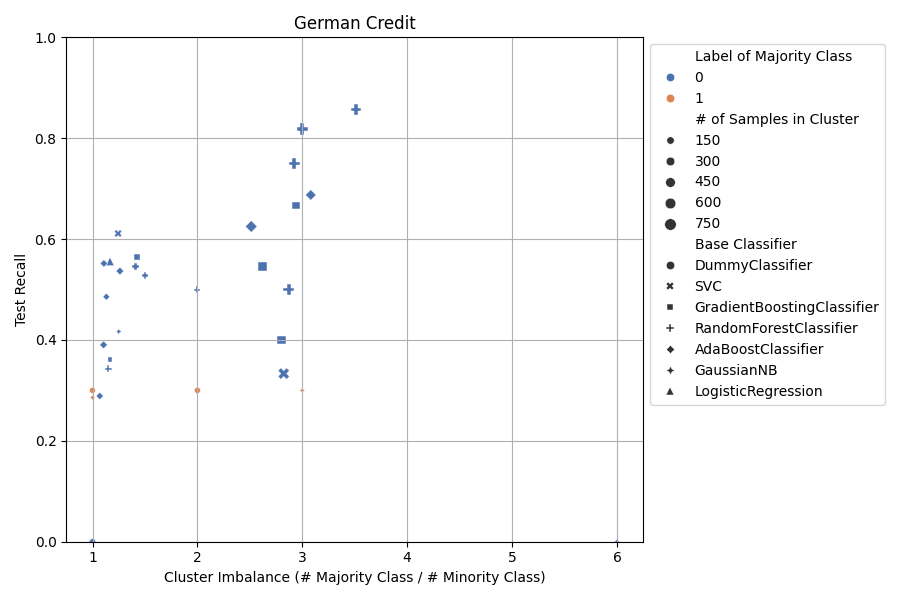 German Credit
1.0
0.8
0.6
0.4
0.2
0.0
Test Recall
1
2
3
4
5
6
Cluster Imbalance (# Majority Class / # Minority Class)
Label of Majority Class
0
1
# of Samples in Cluster
150
300
450
600
750
Base Classifier
DummyClassifier
SVC
GradientBoostingClassifier
RandomForestClassifier
AdaBoostClassifier
GaussianNB
LogisticRegression